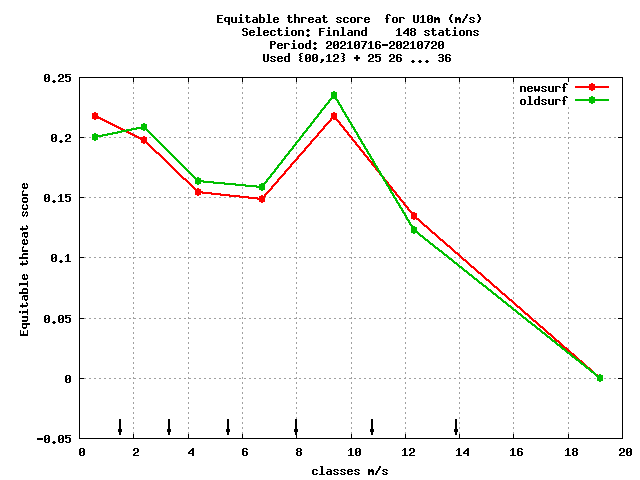 Equitable threat score  for U10m (m/s)
Selection: Finland    148 stations
Period: 20210716-20210720
Used {00,12} + 25 26 ... 36
newsurf
oldsurf
Equitable threat score
0.25
0.2
0.15
0.1
0.05
0
-0.05
0 2 4 6 8 10 12 14 16 18 20
classes m/s